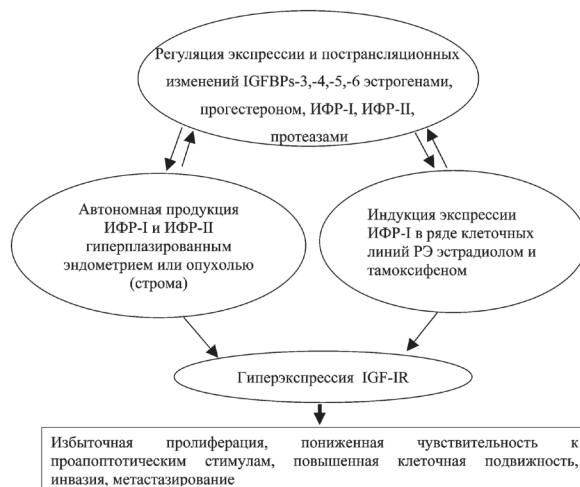 Регуляция экспрессии и пострансляционных
изменений IGFBPs-3,-4,-5,-6 эстрогенами,
прогестероном, ИФР-I, ИФР-II,
протеазами
Автономная продукция
ИФР-I и ИФР-II
гиперплазированным
эндометрием или опухолью
(строма)
Индукция экспрессии
ИФР-I в ряде клеточных
линий РЭ эстрадиолом и
тамоксифеном
Гиперэкспрессия IGF-IR
Избыточная пролиферация, пониженная чувствительность к
проапоптотическим стимулам, повышенная клеточная подвижность,
инвазия, метастазирование